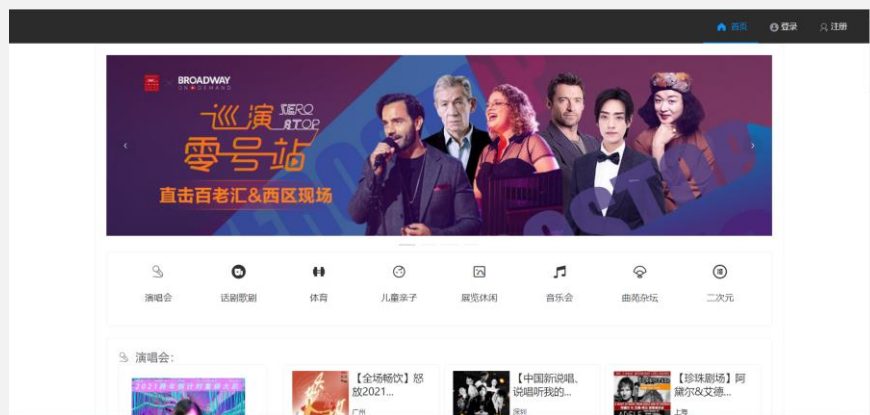 首页
登录
注册
BROADWAY
ON DEMAND
巡演
ZERO
STOP
零号站
直击百老汇&西区现场
演唱会
话剧歌剧
体育
儿童亲子
展览休闲
音乐会
曲苑杂坛
二次元
演唱会:
【全场畅饮】怒
放2021...
广州
【中国新说唱、
说唱听我的...
深圳
【珍珠剧场】阿
黛尔&艾德...
上海